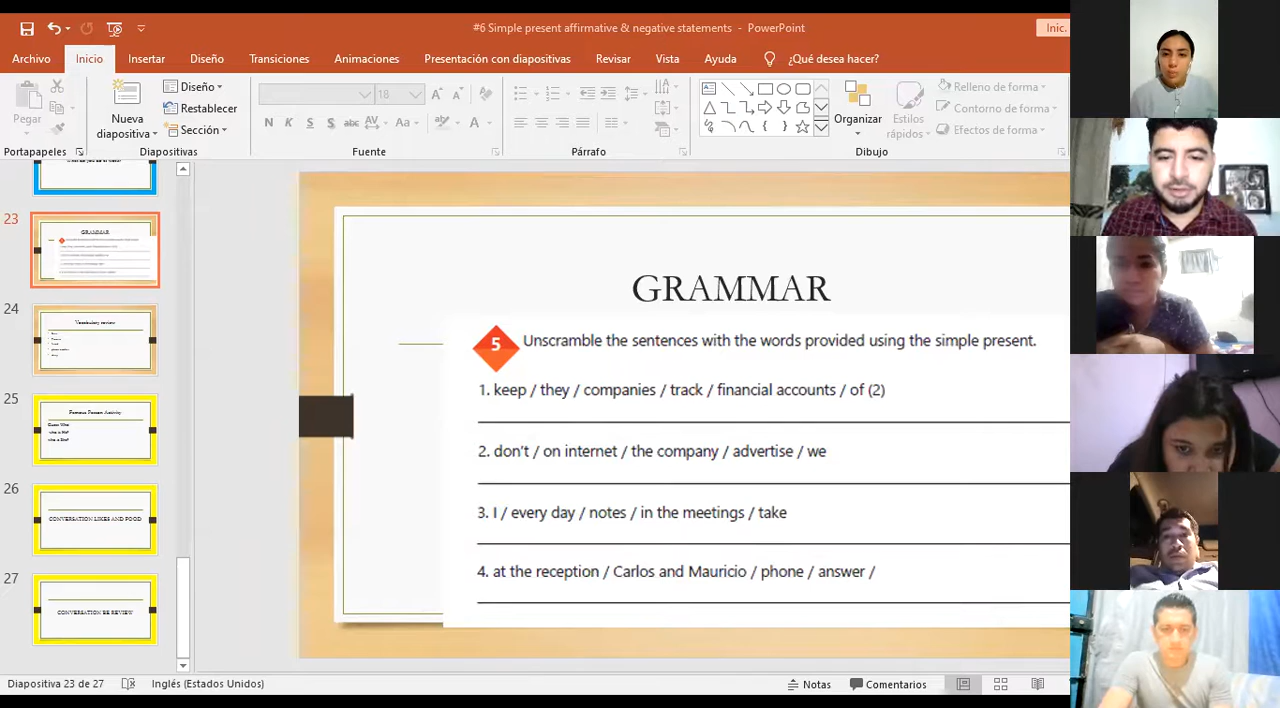 #6 Simple present affirmative & negative statements - PowerPoint
Inic.
Archivo Inicio Insertar Diseño Transiciones Animaciones Presentación con diapositivas Revisar Vista Ayuda ¿Qué desea hacer?
Pegar
Nueva diapositiva
Diseño
Restablecer
Sección
18
N K S S abc AV Aa A
Organizar
Estilos rápidos
Relleno de forma
Contorno de forma
Efectos de forma
Portapapeles Diapositivas Fuente Párrafo Dibujo
23
GRAMMAR
24
Vocabulary review
25
Famous Person Activity
26
CONVERSATION LIKES AND FOOD
27
CONVERSATION BE REVIEW
GRAMMAR
5 Unscramble the sentences with the words provided using the simple present.
1. keep / they / companies / track / financial accounts / of (2)
2. don't / on internet / the company / advertise / we
3. I / every day / notes / in the meetings / take
4. at the reception / Carlos and Mauricio / phone / answer /
Diapositiva 23 de 27 Inglés (Estados Unidos) Notas Comentarios